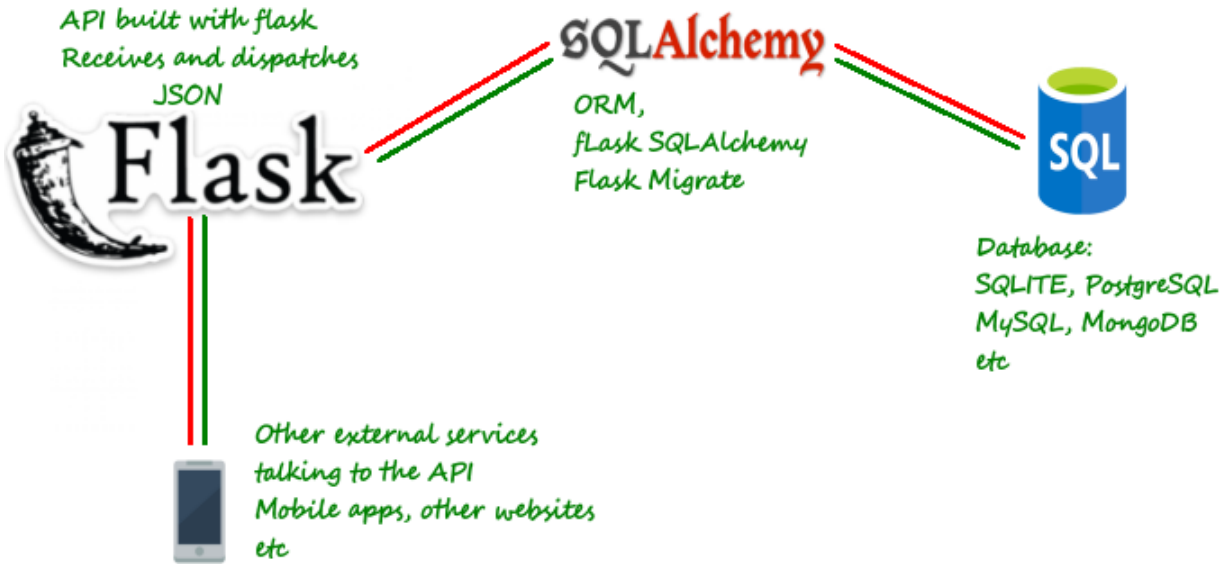 API built with flask
Receives and dispatches
JSON
Flask
SQLAlchemy
ORM,
fLask SQLAlchemy
Flask Migrate
SQL
Database:
SQLITE, PostgreSQL
MySQL, MongoDB
etc
Other external services
talking to the API
Mobile apps, other websites
etc